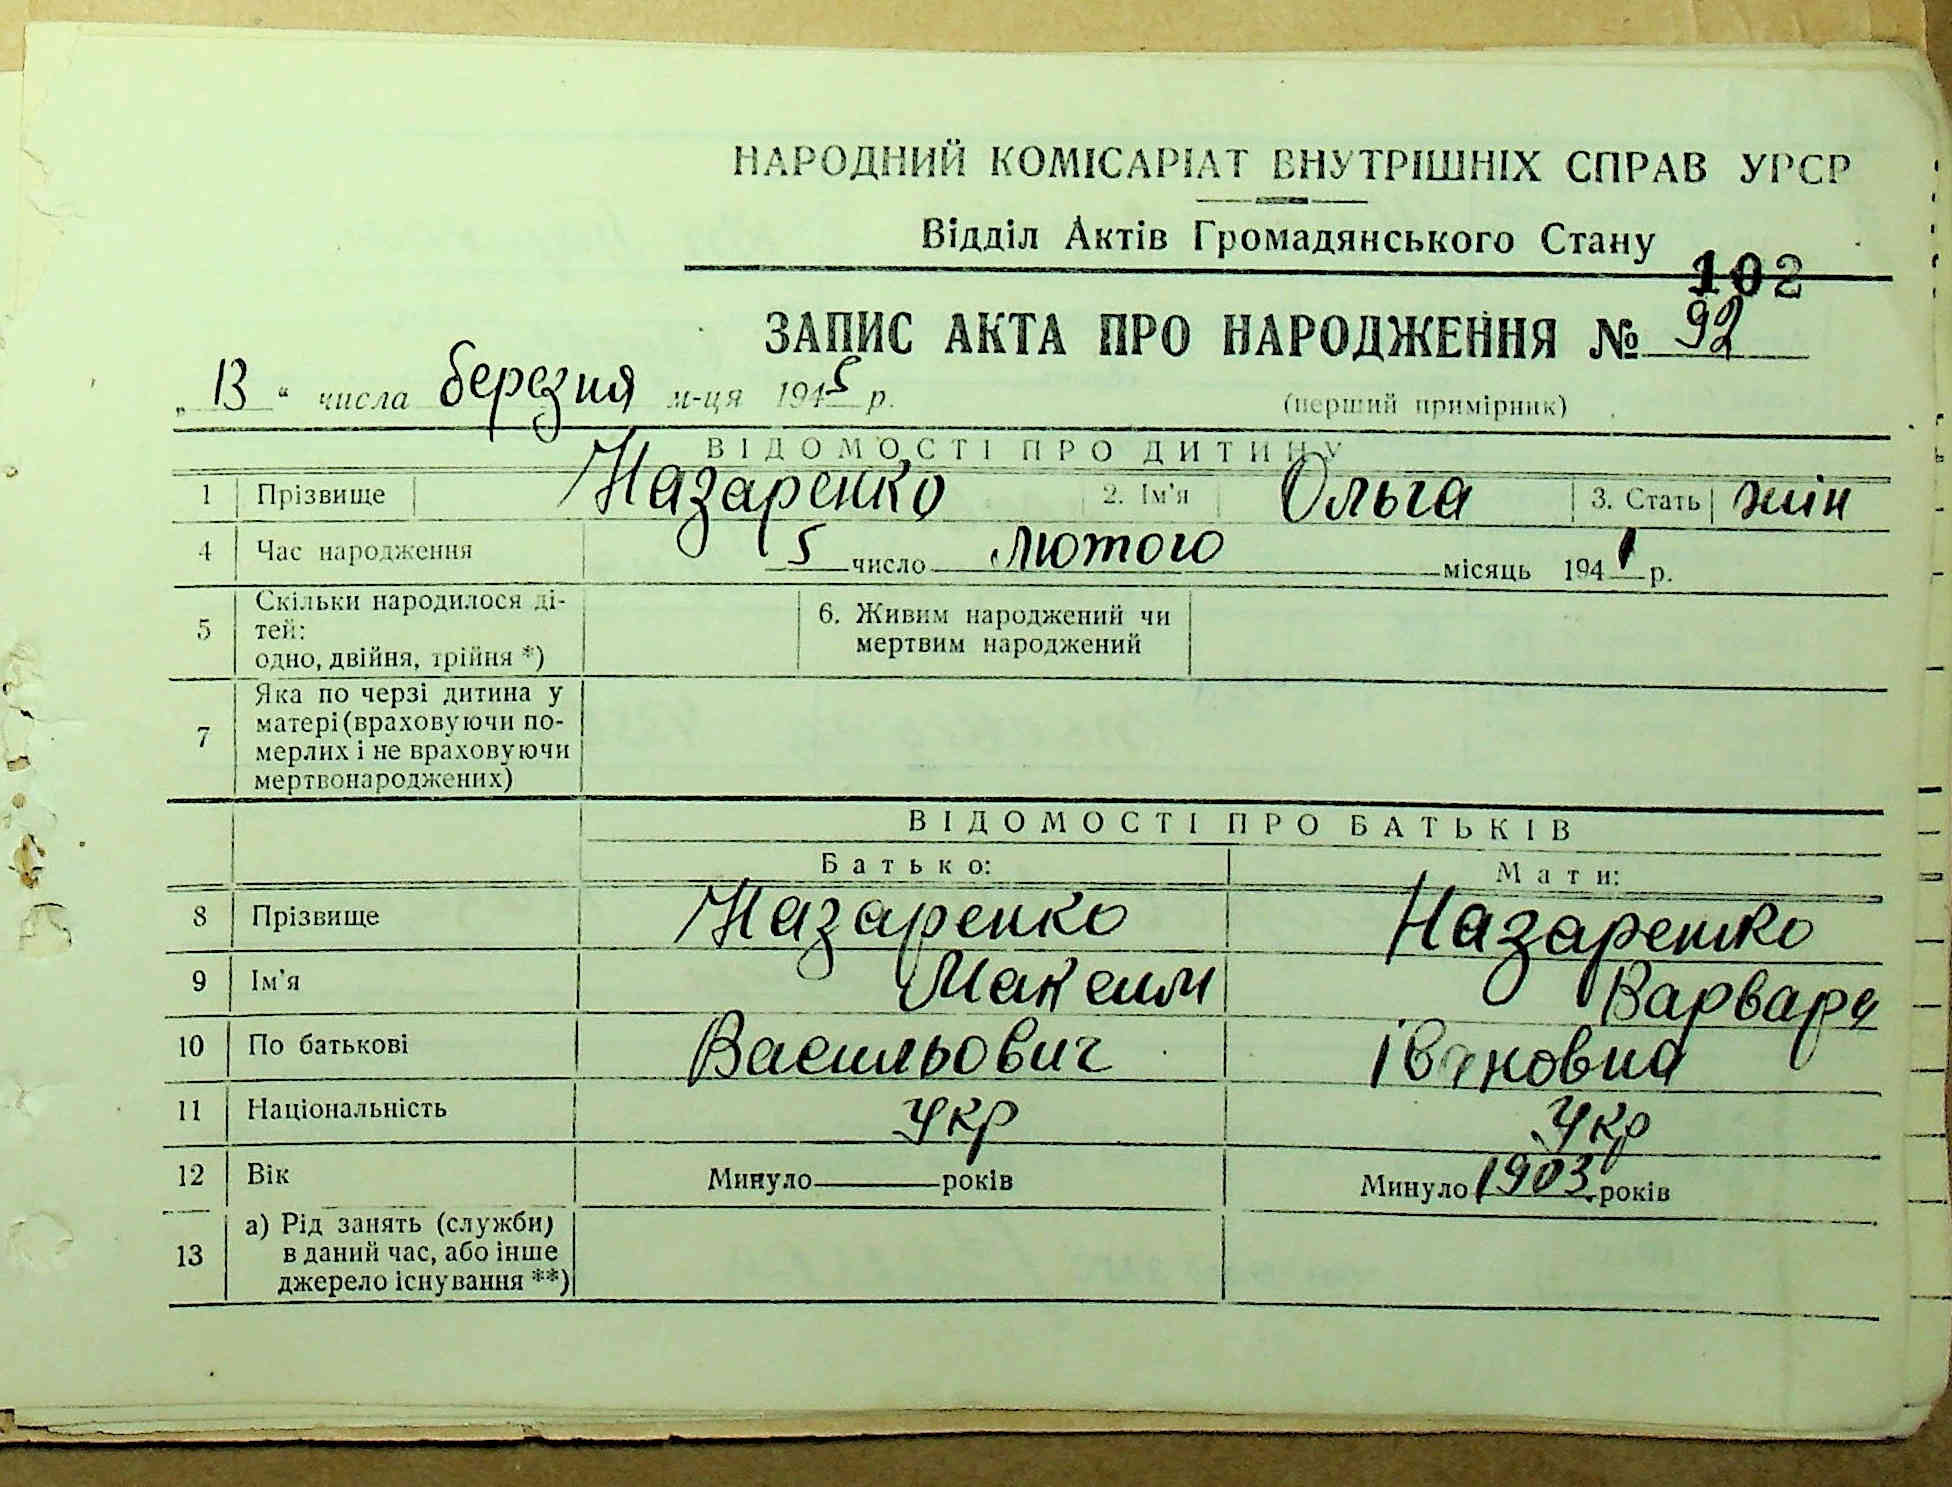 НАРОДНИЙ КОМІСАРІАТ ВНУТРІШНІХ СПРАВ УРСР
Відділ Актів Громадянського Стану
102
ЗАПИС АКТА ПРО НАРОДЖЕННЯ № 92
„13“ числа березня м-ця 1945 р. (перший примірник)
ВІДОМОСТІ ПРО ДИТИНУ
1 Прізвище Назаренко 2. Ім'я Ольга 3. Стать жін
4 Час народження 5 число лютого місяць 1941 р.
5 Скільки народилося ді-
тей:
одно, двійня, трійня *)
6. Живим народжений чи
мертвим народжений
7 Яка по черзі дитина у
матері (враховуючи по-
мерлих і не враховуючи
мертвонароджених)
ВІДОМОСТІ ПРО БАТЬКІВ
Батько: Мати:
8 Прізвище Назаренко Назаренко
9 Ім'я Максим Варвара
10 По батькові Васильович Івановна
11 Національність Укр Укр
12 Вік Минуло років Минуло 1903 років
13 а) Рід занять (служби)
в даний час, або інше
джерело існування **)